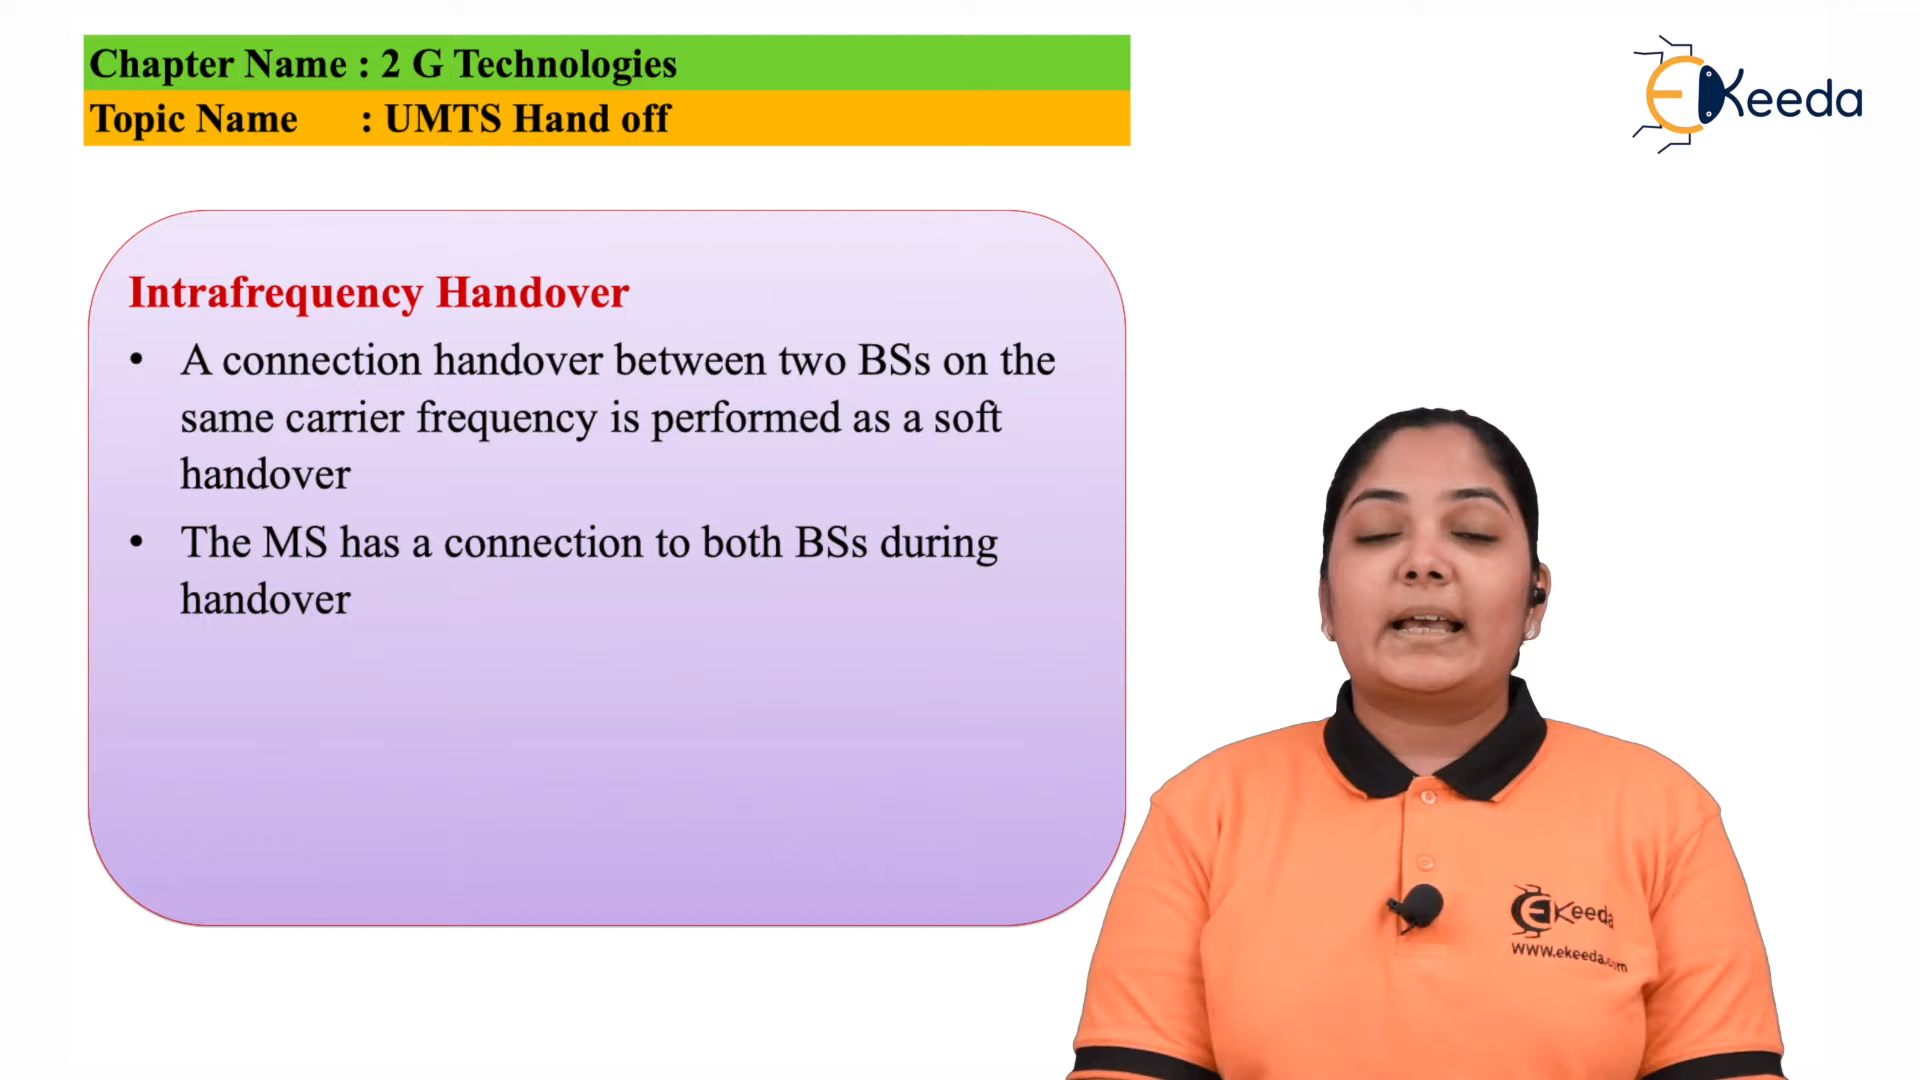 Chapter Name : 2 G Technologies
Topic Name : UMTS Hand off
Keeda
Intrafrequency Handover
• A connection handover between two BSs on the
same carrier frequency is performed as a soft
handover
• The MS has a connection to both BSs during
handover
EKeeda
www.ekeeda.com